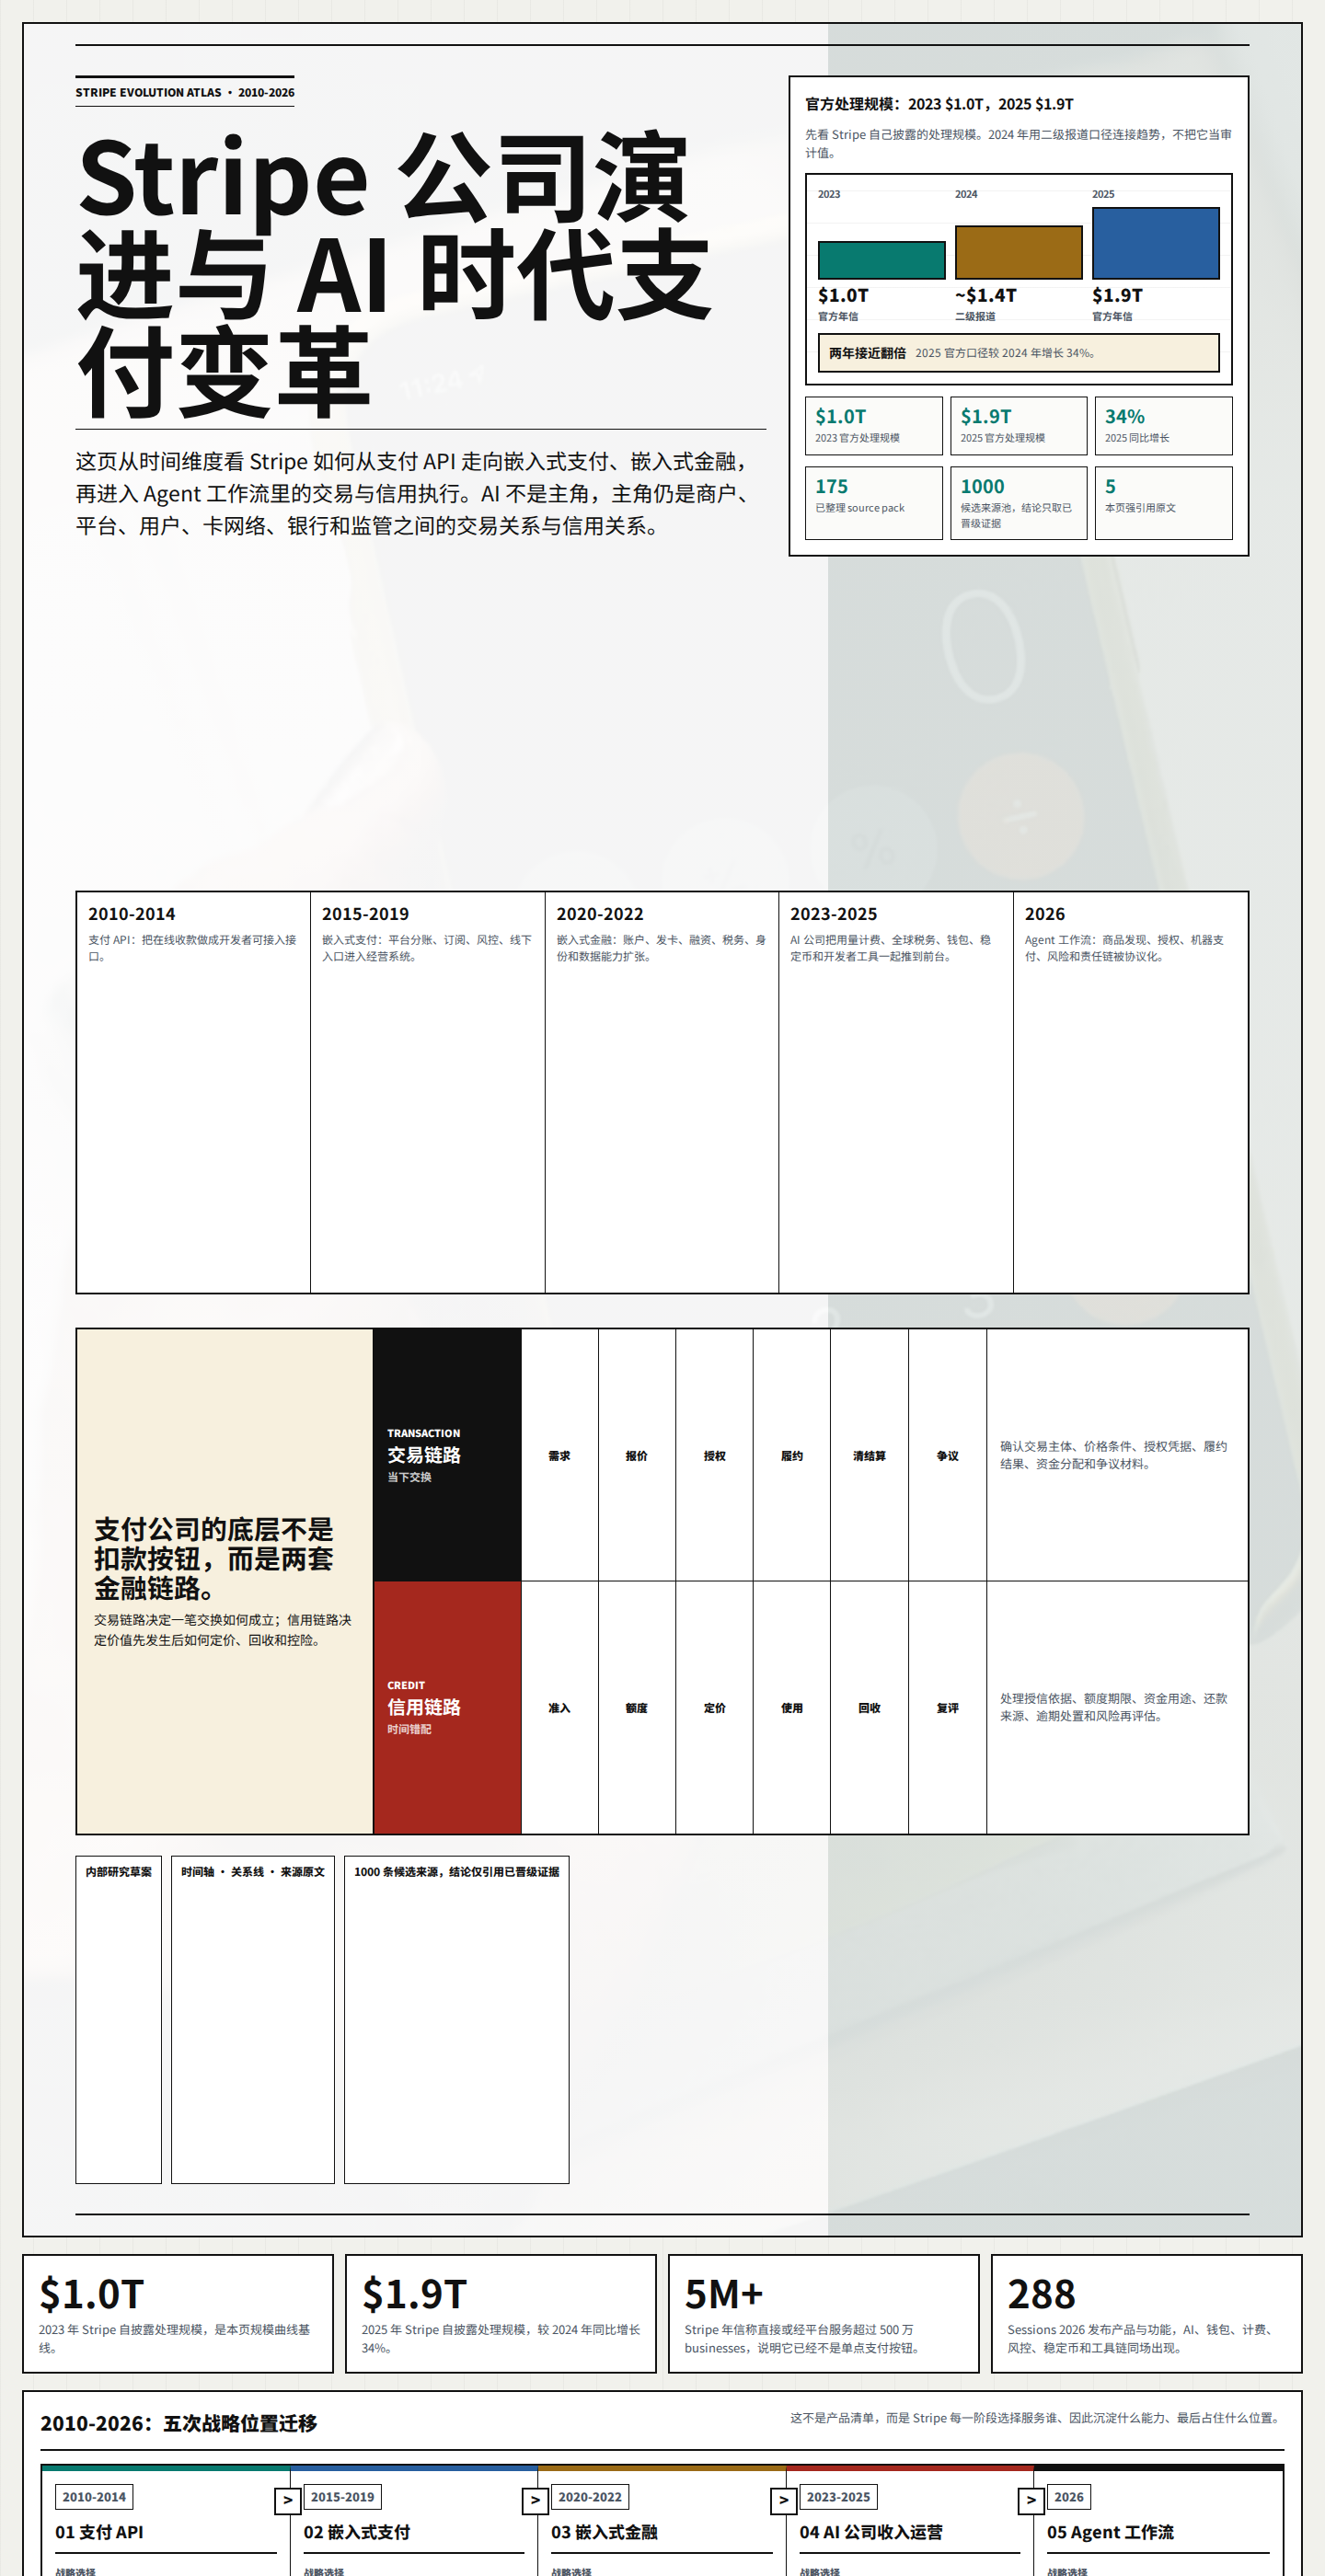 STRIPE EVOLUTION ATLAS · 2010-2026
Stripe 公司演
进与 AI 时代支
付变革
这页从时间维度看 Stripe 如何从支付 API 走向嵌入式支付、嵌入式金融，
再进入 Agent 工作流里的交易与信用执行。AI 不是主角，主角仍是商户、
平台、用户、卡网络、银行和监管之间的交易关系与信用关系。
官方处理规模：2023 $1.0T，2025 $1.9T
先看 Stripe 自己披露的处理规模。2024 年用二级报道口径连接趋势，不把它当审
计值。
2023
2024
2025
$1.0T
~$1.4T
$1.9T
官方年信
二级报道
官方年信
两年接近翻倍 2025 官方口径较 2024 年增长 34%。
$1.0T
2023 官方处理规模
$1.9T
2025 官方处理规模
34%
2025 同比增长
175
已整理 source pack
1000
候选来源池，结论只取已
晋级证据
5
本页强引用原文
11:24
0
%
÷
2010-2014
支付 API：把在线收款做成开发者可接入接
口。
2015-2019
嵌入式支付：平台分账、订阅、风控、线下
入口进入经营系统。
2020-2022
嵌入式金融：账户、发卡、融资、税务、身
份和数据能力扩张。
2023-2025
AI 公司把用量计费、全球税务、钱包、稳
定币和开发者工具一起推到前台。
2026
Agent 工作流：商品发现、授权、机器支
付、风险和责任链被协议化。
支付公司的底层不是
扣款按钮，而是两套
金融链路。
交易链路决定一笔交换如何成立；信用链路决
定价值先发生后如何定价、回收和控险。
TRANSACTION
交易链路
当下交换
需求
报价
授权
履约
清结算
争议
确认交易主体、价格条件、授权凭据、履约
结果、资金分配和争议材料。
CREDIT
信用链路
时间错配
准入
额度
定价
使用
回收
复评
处理授信依据、额度期限、资金用途、还款
来源、逾期处置和风险再评估。
内部研究草案
时间轴 · 关系线 · 来源原文
1000 条候选来源，结论仅引用已晋级证据
$1.0T
2023 年 Stripe 自披露处理规模，是本页规模曲线基
线。
$1.9T
2025 年 Stripe 自披露处理规模，较 2024 年同比增长
34%。
5M+
Stripe 年信称直接或经平台服务超过 500 万
businesses，说明它已经不是单点支付按钮。
288
Sessions 2026 发布产品与功能，AI、钱包、计费、
风控、稳定币和工具链同场出现。
2010-2026：五次战略位置迁移
这不是产品清单，而是 Stripe 每一阶段选择服务谁、因此沉淀什么能力、最后占住什么位置。
2010-2014
>
2015-2019
>
2020-2022
>
2023-2025
>
2026
01 支付 API
02 嵌入式支付
03 嵌入式金融
04 AI 公司收入运营
05 Agent 工作流
战略选择
战略选择
战略选择
战略选择
战略选择